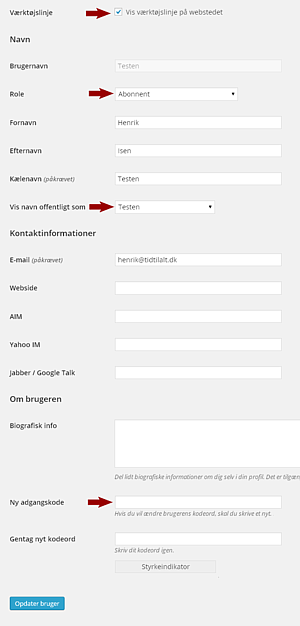 Værktøjslinje Vis værktøjslinje på webstedet
Navn
Brugernavn Testen
Role Abonnent
Fornavn Henrik
Efternavn Isen
Kælenavn (påkrævet) Testen
Vis navn offentligt som Testen
Kontaktinformationer
E-mail (påkrævet) henrik@tidtilalt.dk
Webside
AIM
Yahoo IM
Jabber / Google Talk
Om brugeren
Biografisk info
Del lidt biografiske informationer om dig selv i din profil. Det er tilgæn
Ny adgangskode
Hvis du vil ændre brugerens kodeord, skal du skrive et nyt.
Gentag nyt kodeord
Skriv dit kodeord igen.
Styrkeindikator
Opdater bruger